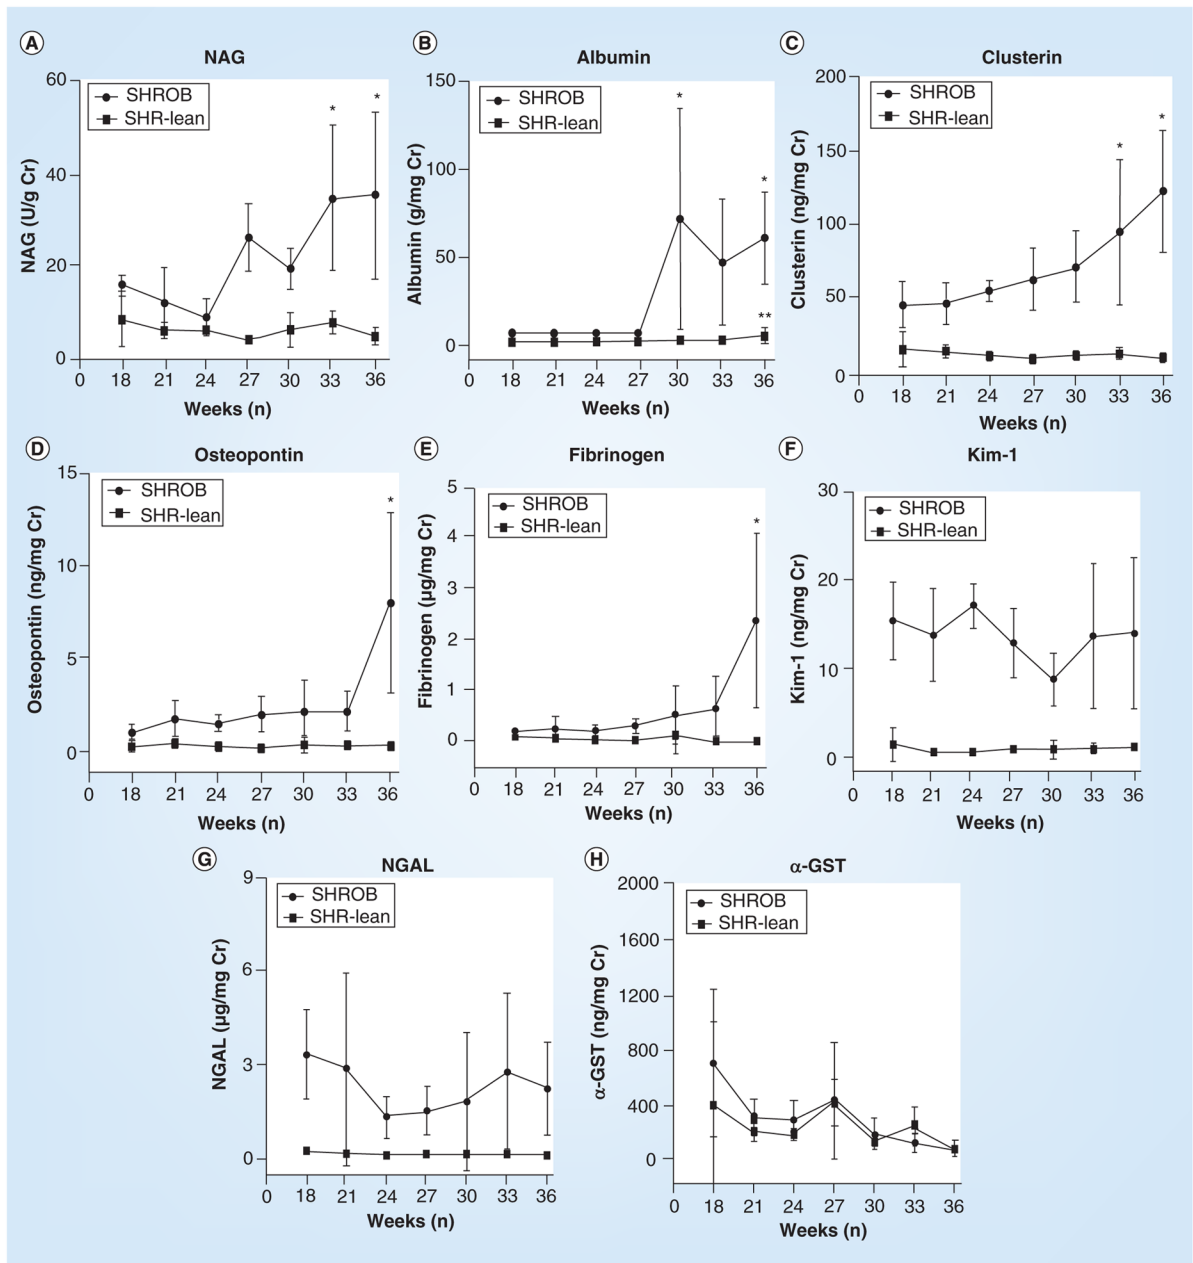 A
NAG
60
40
20
0
NAG (U/g Cr)
SHROB
SHR-lean
*
*
0 18 21 24 27 30 33 36
Weeks (n)
B
Albumin
150
100
50
0
Albumin (g/mg Cr)
SHROB
SHR-lean
*
*
**
0 18 21 24 27 30 33 36
Weeks (n)
C
Clusterin
200
150
100
50
0
Clusterin (ng/mg Cr)
SHROB
SHR-lean
*
*
0 18 21 24 27 30 33 36
Weeks (n)
D
Osteopontin
15
10
5
0
Osteopontin (ng/mg Cr)
SHROB
SHR-lean
*
0 18 21 24 27 30 33 36
Weeks (n)
E
Fibrinogen
5
4
3
2
1
0
Fibrinogen (µg/mg Cr)
SHROB
SHR-lean
*
0 18 21 24 27 30 33 36
Weeks (n)
F
Kim-1
30
20
10
0
Kim-1 (ng/mg Cr)
SHROB
SHR-lean
0 18 21 24 27 30 33 36
Weeks (n)
G
NGAL
9
6
3
0
NGAL (µg/mg Cr)
SHROB
SHR-lean
0 18 21 24 27 30 33 36
Weeks (n)
H
α-GST
2000
1600
1200
800
400
0
α-GST (ng/mg Cr)
SHROB
SHR-lean
0 18 21 24 27 30 33 36
Weeks (n)